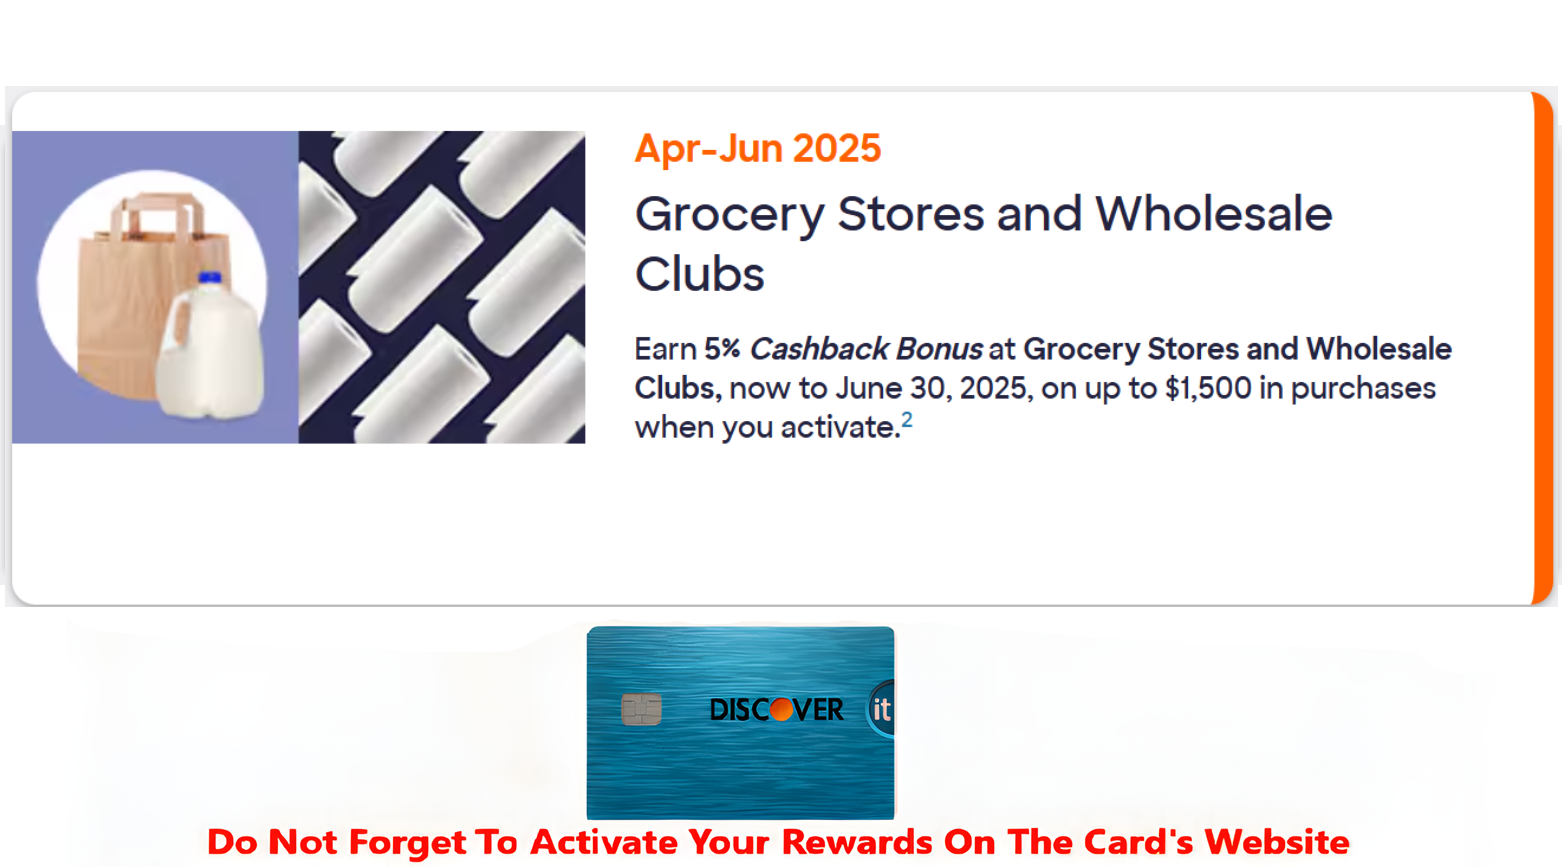 Apr-Jun 2025
Grocery Stores and Wholesale
Clubs
Earn 5% Cashback Bonus at Grocery Stores and Wholesale
Clubs, now to June 30, 2025, on up to $1,500 in purchases
when you activate.2
DISCOVER
it
Do Not Forget To Activate Your Rewards On The Card's Website